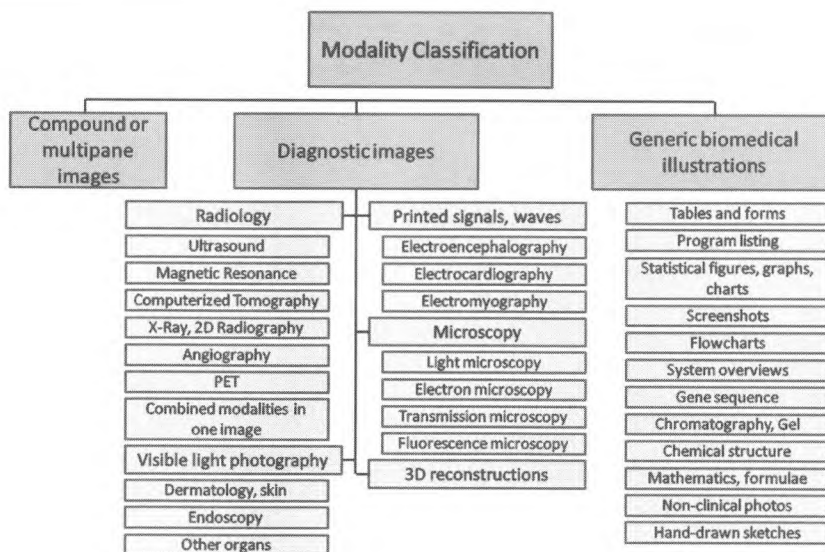 Modality Classification
Compound or
multipane
images
Diagnostic images
Generic biomedical
illustrations
Radiology
Ultrasound
Magnetic Resonance
Computerized Tomography
X-Ray, 2D Radiography
Angiography
PET
Combined modalities in
one image
Visible light photography
Dermatology, skin
Endoscopy
Other organs
Printed signals, waves
Electroencephalography
Electrocardiography
Electromyography
Microscopy
Light microscopy
Electron microscopy
Transmission microscopy
Fluorescence microscopy
3D reconstructions
Tables and forms
Program listing
Statistical figures, graphs,
charts
Screenshots
Flowcharts
System overviews
Gene sequence
Chromatography, Gel
Chemical structure
Mathematics, formulae
Non-clinical photos
Hand-drawn sketches